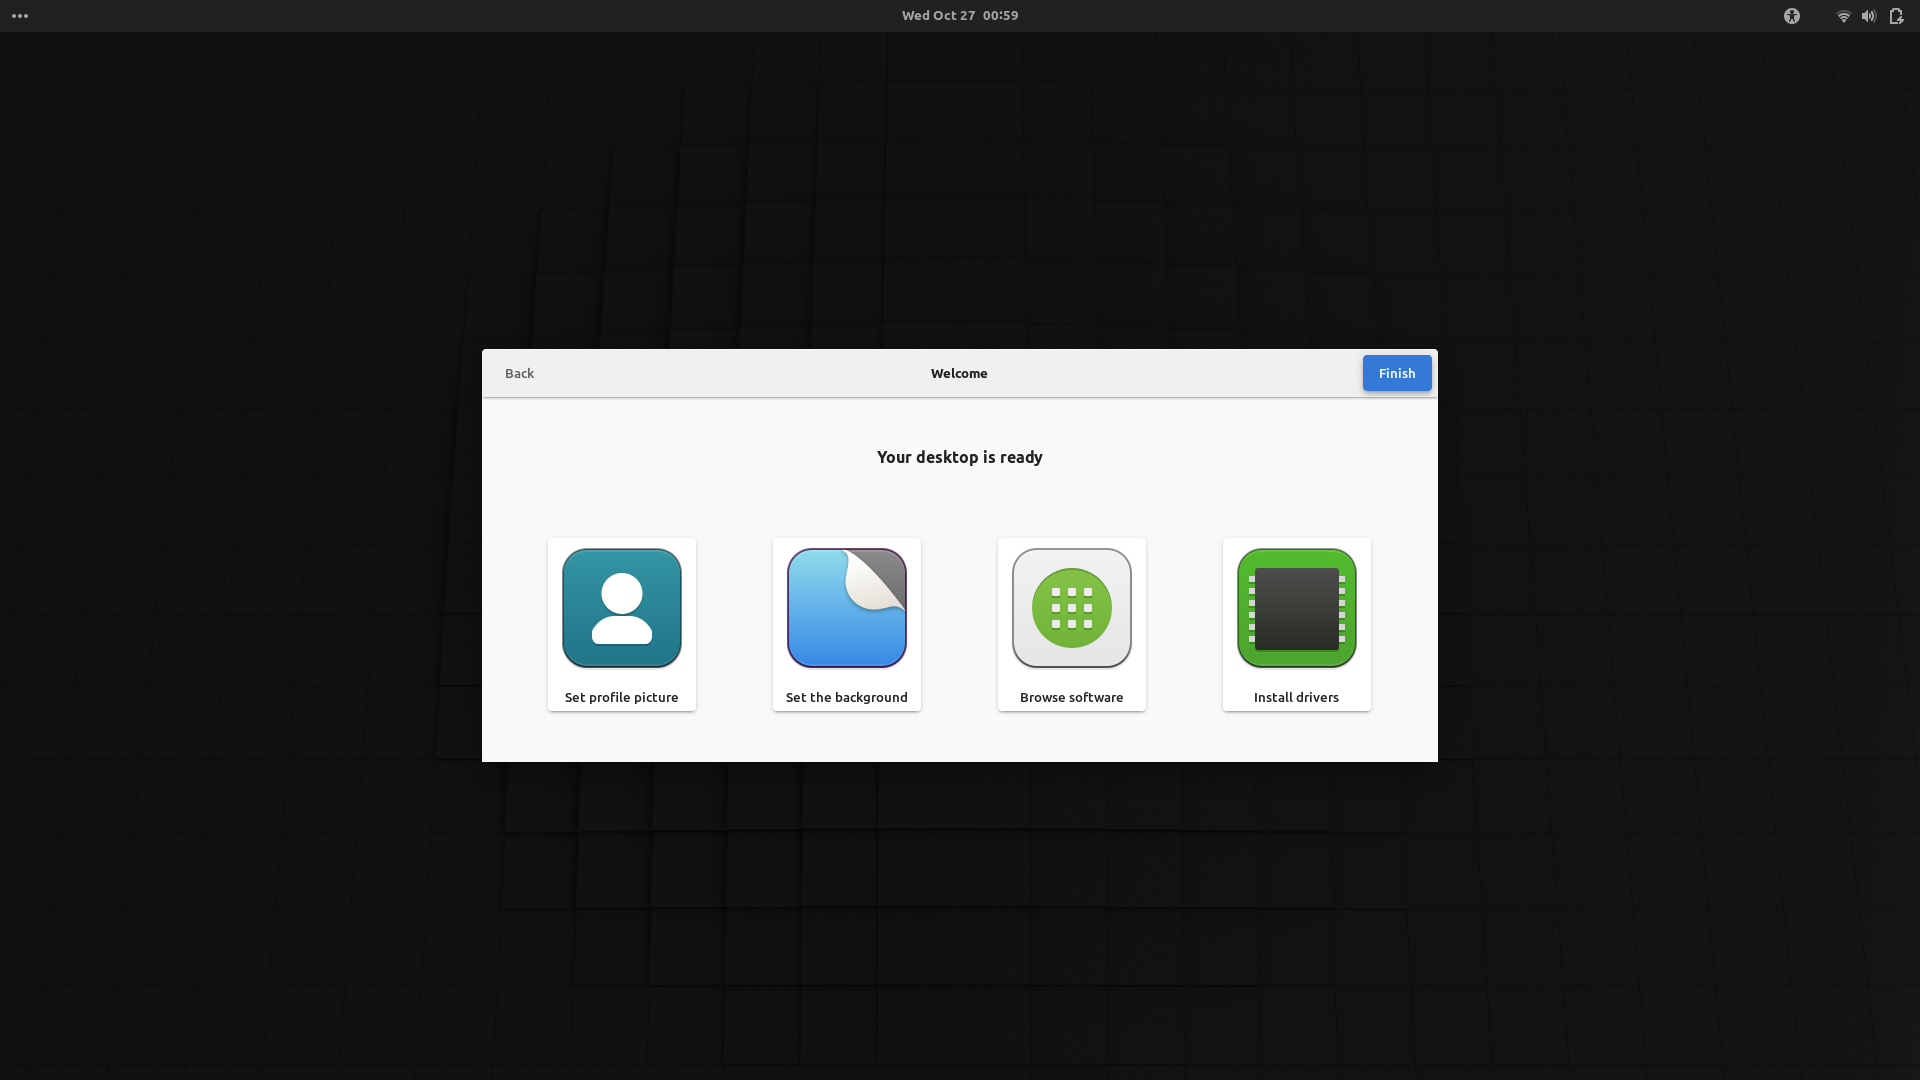 Wed Oct 27 00:59
Back
Welcome
Finish
Your desktop is ready
Set profile picture
Set the background
Browse software
Install drivers